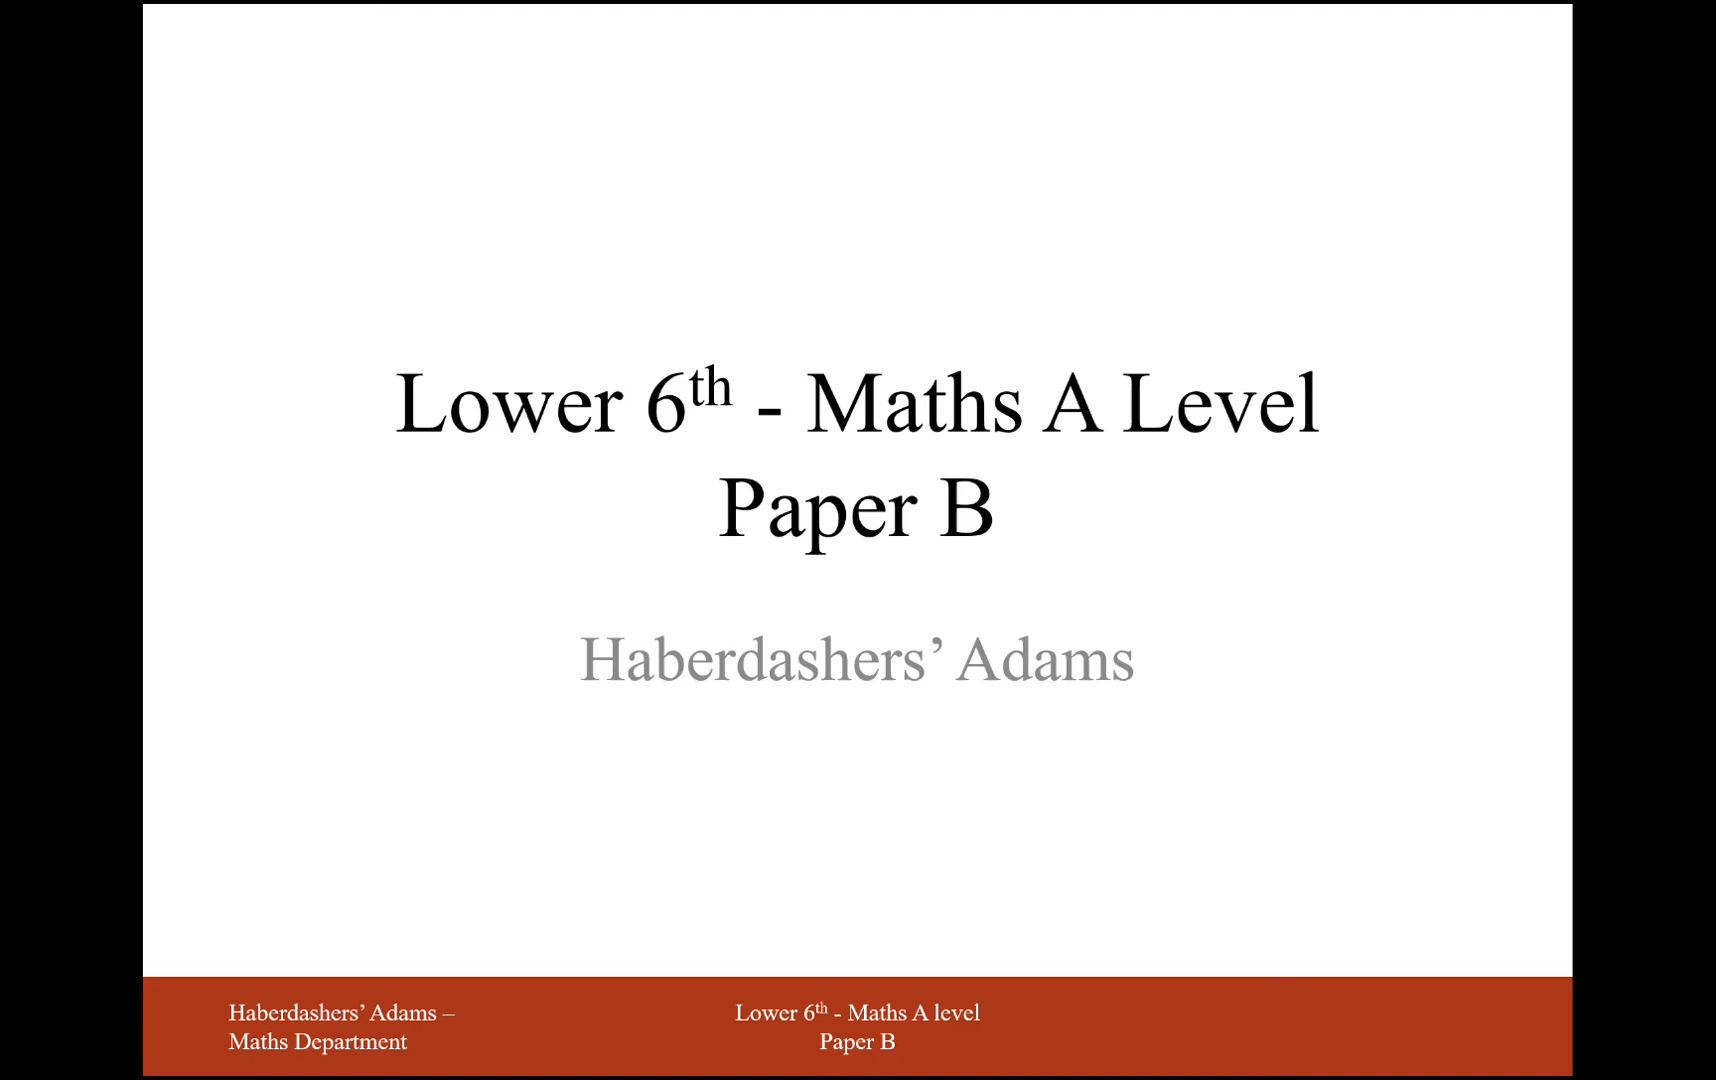 Lower 6th - Maths A Level
Paper B
Haberdashers’ Adams
Haberdashers’ Adams –
Maths Department
Lower 6th - Maths A level
Paper B